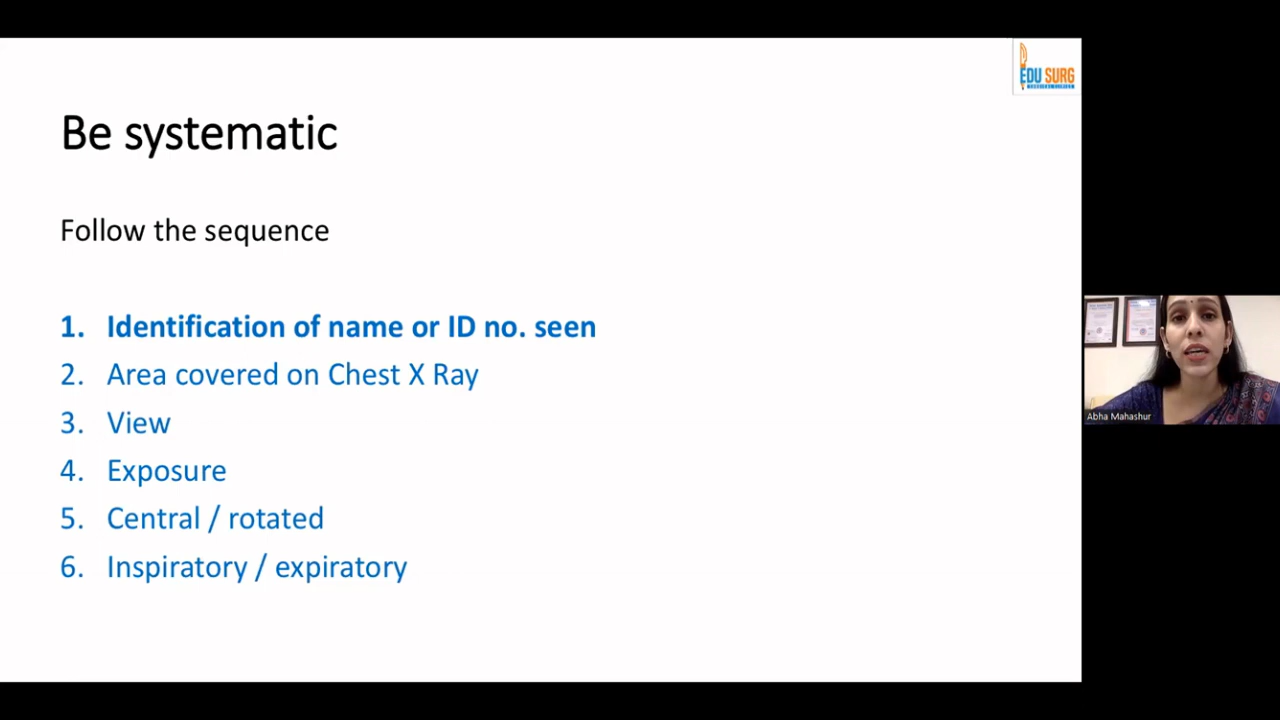 EDU SURG
Be systematic
Follow the sequence
1. Identification of name or ID no. seen
2. Area covered on Chest X Ray
3. View
4. Exposure
5. Central / rotated
6. Inspiratory / expiratory
Abha Mahashur